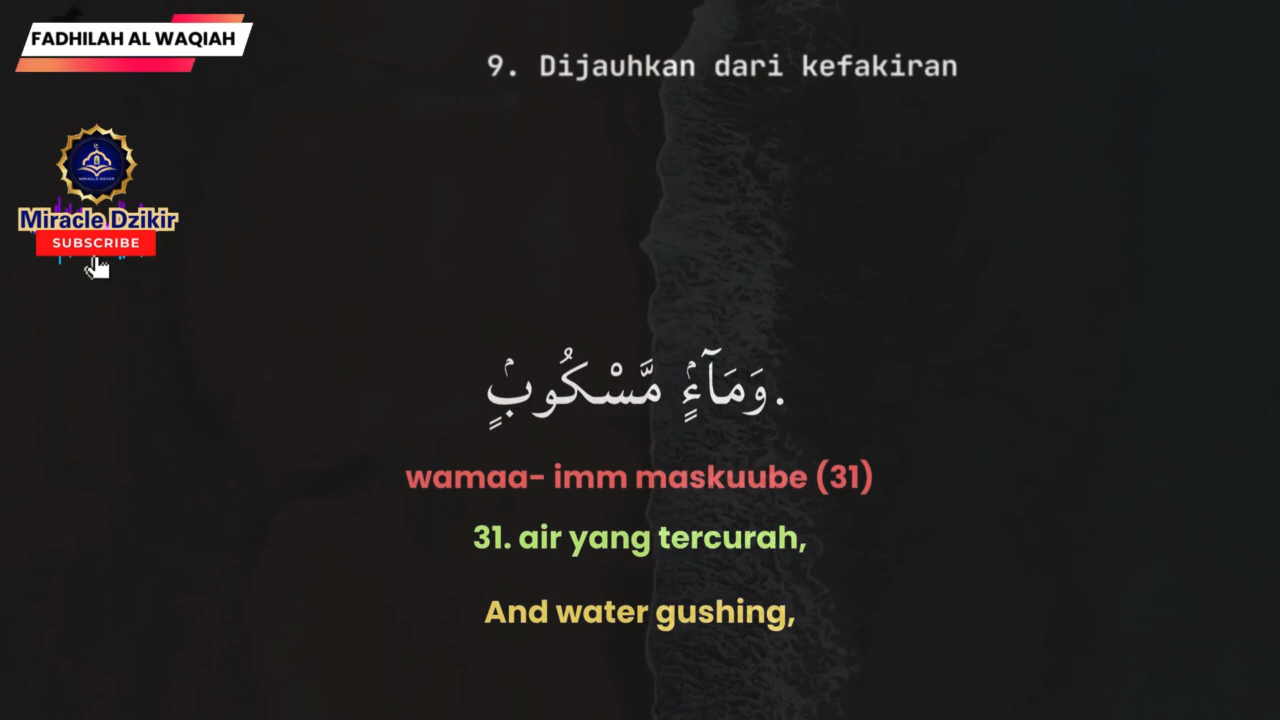 FADHILAH AL WAQIAH
9. Dijauhkan dari kefakiran
Miracle Dzikir
SUBSCRIBE
.وَمَآءٍۢ مَّسْكُوبٍۢ
wamaa- imm maskuube (31)
31. air yang tercurah,
And water gushing,